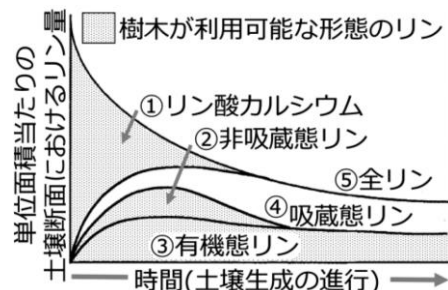 樹木が利用可能な形態のリン
単位面積当たりの
土壌断面におけるリン量
①リン酸カルシウム
②非吸蔵態リン
⑤全リン
④吸蔵態リン
③有機態リン
時間(土壌生成の進行)